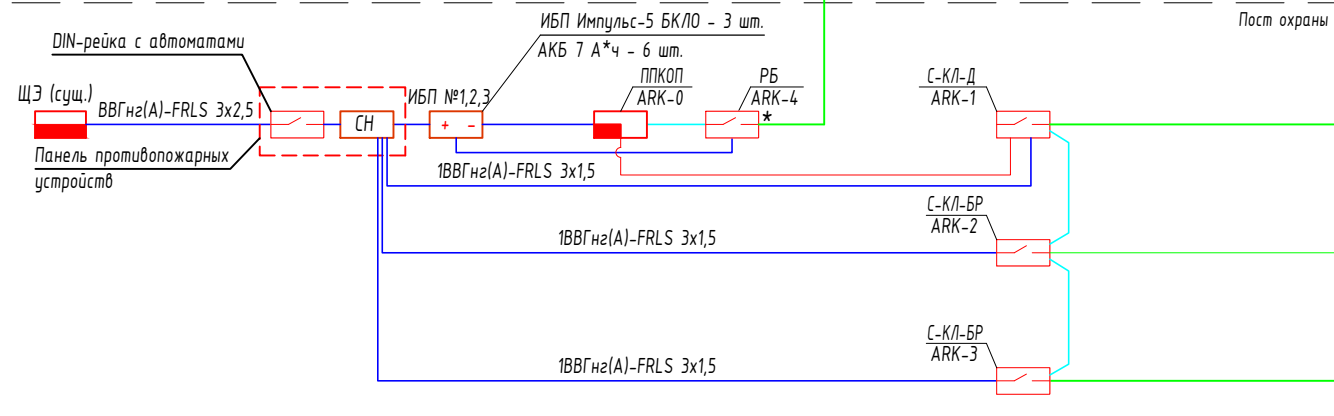 Пост охраны
ИБП Импульс-5 БКЛО - 3 шт.
АКБ 7 А*ч - 6 шт.
DIN-рейка с автоматами
ЩЭ (сущ.)
ВВГнг(А)-FRLS 3х2,5
СН
ИБП №1,2,3
+ -
ППКОП
ARK-0
РБ
ARK-4
*
С-КЛ-Д
ARK-1
Панель противопожарных
устройств
1ВВГнг(А)-FRLS 3х1,5
С-КЛ-БР
ARK-2
1ВВГнг(А)-FRLS 3х1,5
С-КЛ-БР
ARK-3
1ВВГнг(А)-FRLS 3х1,5